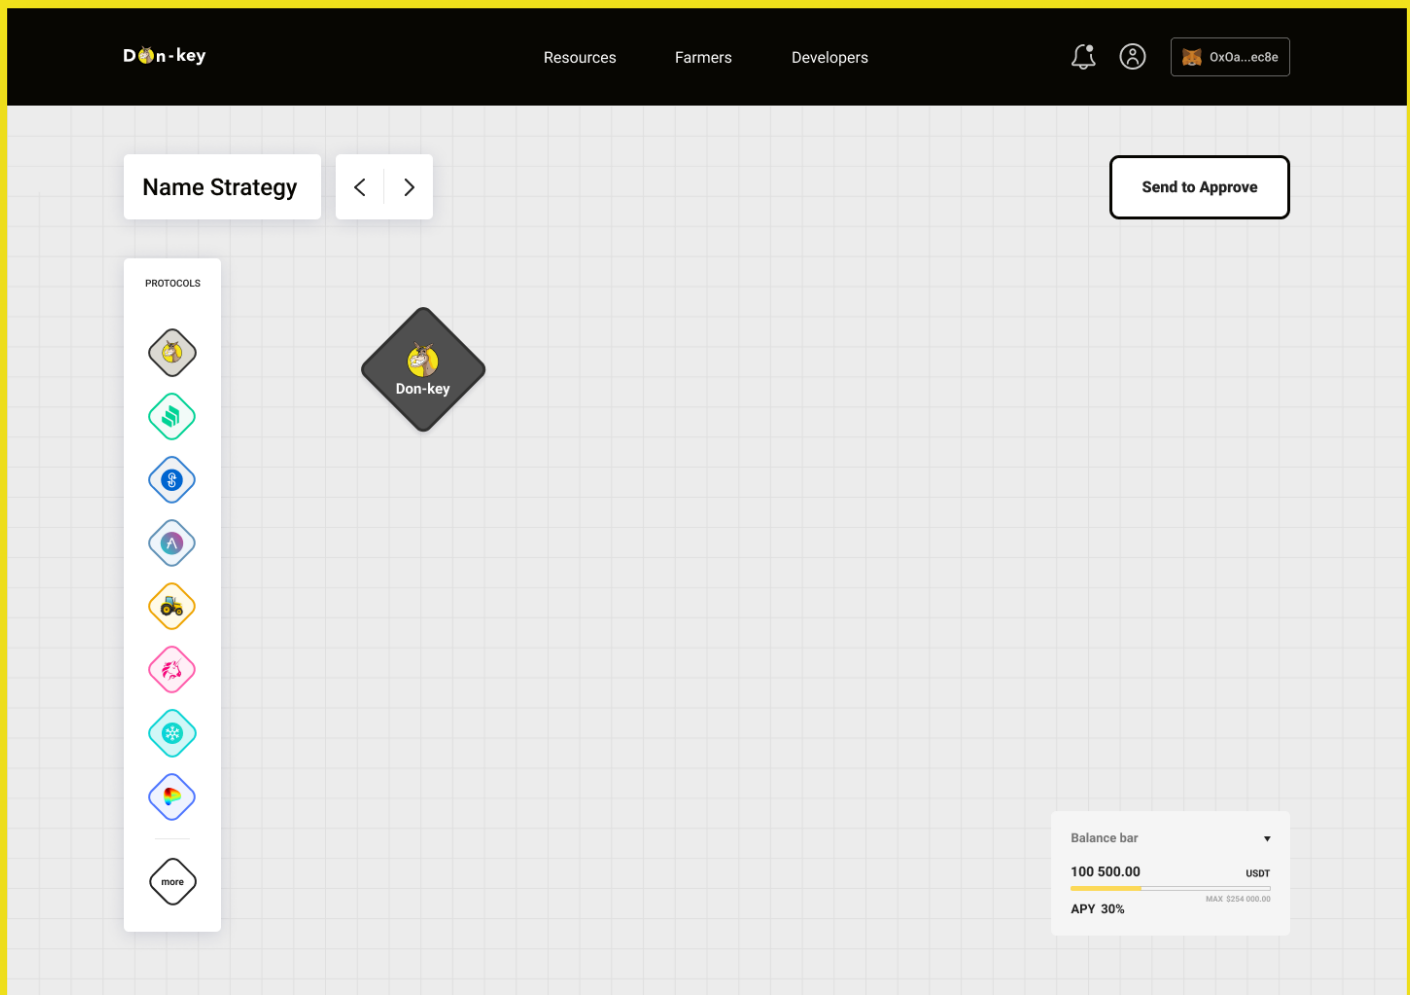 Don-key
Resources
Farmers
Developers
0x0a...ec8e
Name Strategy
Send to Approve
PROTOCOLS
Don-key
more
Balance bar
100 500.00
USDT
MAX $254 000.00
APY 30%